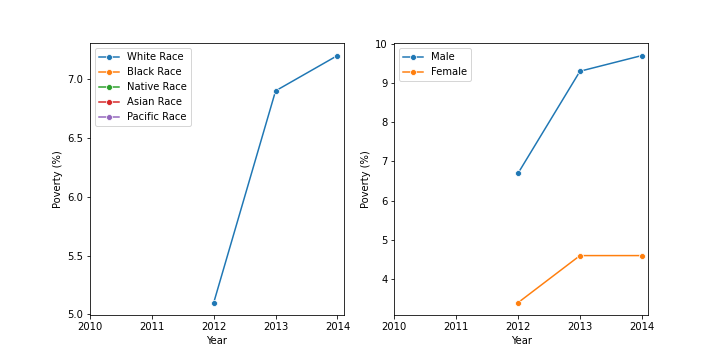 White Race
Black Race
Native Race
Asian Race
Pacific Race
7.0
6.5
6.0
5.5
5.0
Poverty (%)
2010 2011 2012 2013 2014
Year
Male
Female
10
9
8
7
6
5
4
Poverty (%)
2010 2011 2012 2013 2014
Year